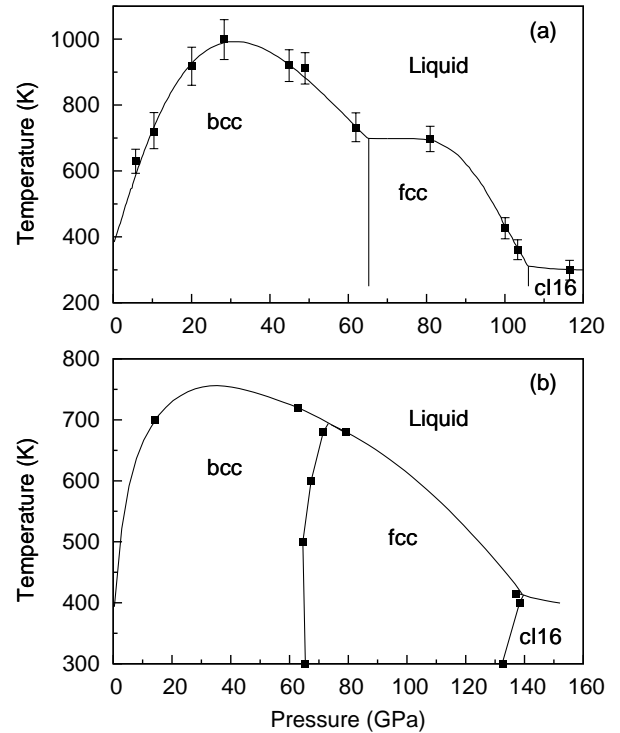 1000
800
600
400
200
Temperature (K)
(a)
Liquid
bcc
fcc
cI16
0 20 40 60 80 100 120
800
700
600
500
400
300
Temperature (K)
(b)
Liquid
bcc
fcc
cI16
0 20 40 60 80 100 120 140 160
Pressure (GPa)